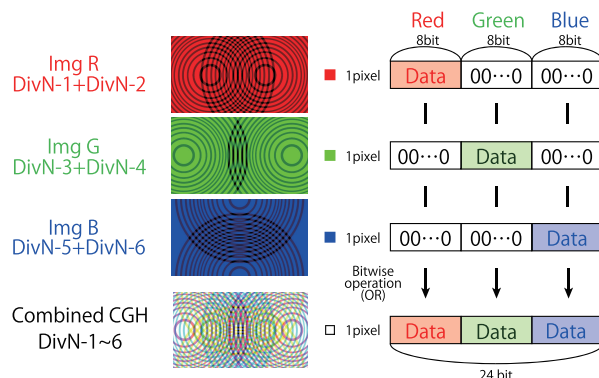 Red Green Blue
8bit 8bit 8bit
Img R
DivN-1+DivN-2
1pixel Data 00···0 00···0
Img G
DivN-3+DivN-4
1pixel 00···0 Data 00···0
Img B
DivN-5+DivN-6
1pixel 00···0 00···0 Data
Bitwise
operation
(OR)
Combined CGH
DivN-1~6
1pixel Data Data Data
24 bit